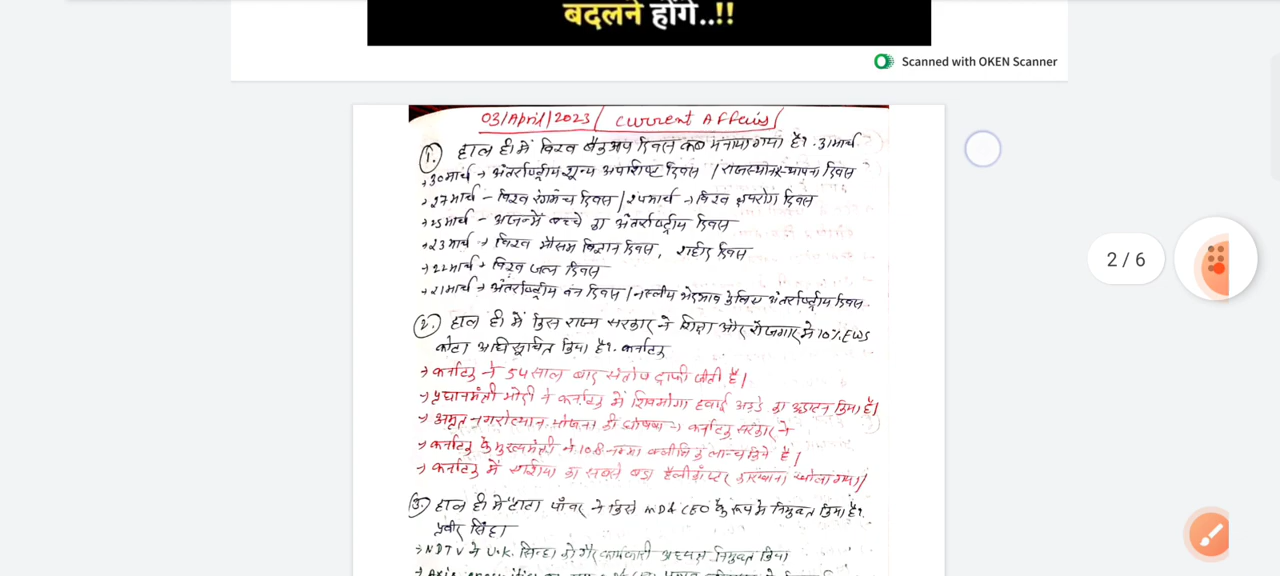 बदलने होंगे..!!
Scanned with OKEN Scanner
03/April/2023/ Current Affairs/
1. हाल ही में विश्व बैकअप दिवस कब मनाया गया है? 31मार्च
→30मार्च → अंतर्राष्ट्रीय शून्य अपशिष्ट दिवस / राजस्थान स्थापना दिवस
→27मार्च - विश्व रंगमंच दिवस / 24मार्च → विश्व क्षयरोग दिवस
→25मार्च - अजन्में बच्चे का अंतर्राष्ट्रीय दिवस
→23मार्च → विश्व मौसम विज्ञान दिवस, शहीद दिवस
→22मार्च → विश्व जल दिवस
→21मार्च → अंतर्राष्ट्रीय वन दिवस / नस्लीय भेदभाव के लिए अंतर्राष्ट्रीय दिवस
2. हाल ही में किस राज्य सरकार ने शिक्षा और रोजगार में 10% EWS
कोटा अधिसूचित किया है? कर्नाटक
→ कर्नाटक ने 54 साल बाद संतोष ट्राफी जीती है।
→ प्रधानमंत्री मोदी ने कर्नाटक में शिवमोगा हवाई अड्डे का उद्घाटन किया है।
→ अमृत नगरोत्थान योजना की घोषणा → कर्नाटक सरकार ने
→ कर्नाटक के मुख्यमंत्री ने 108 नम्मा क्लीनिक लान्च किये है।
→ कर्नाटक में एशिया का सबसे बड़ा हेलीकॉप्टर कारखाना खोला गया।
3. हाल ही में टाटा पॉवर ने किसे MD & CEO के रूप में नियुक्त किया है?
प्रवीर सिन्हा
→NDTV ने U.K. सिन्हा को गैर कार्यकारी अध्यक्ष नियुक्त किया
2 / 6